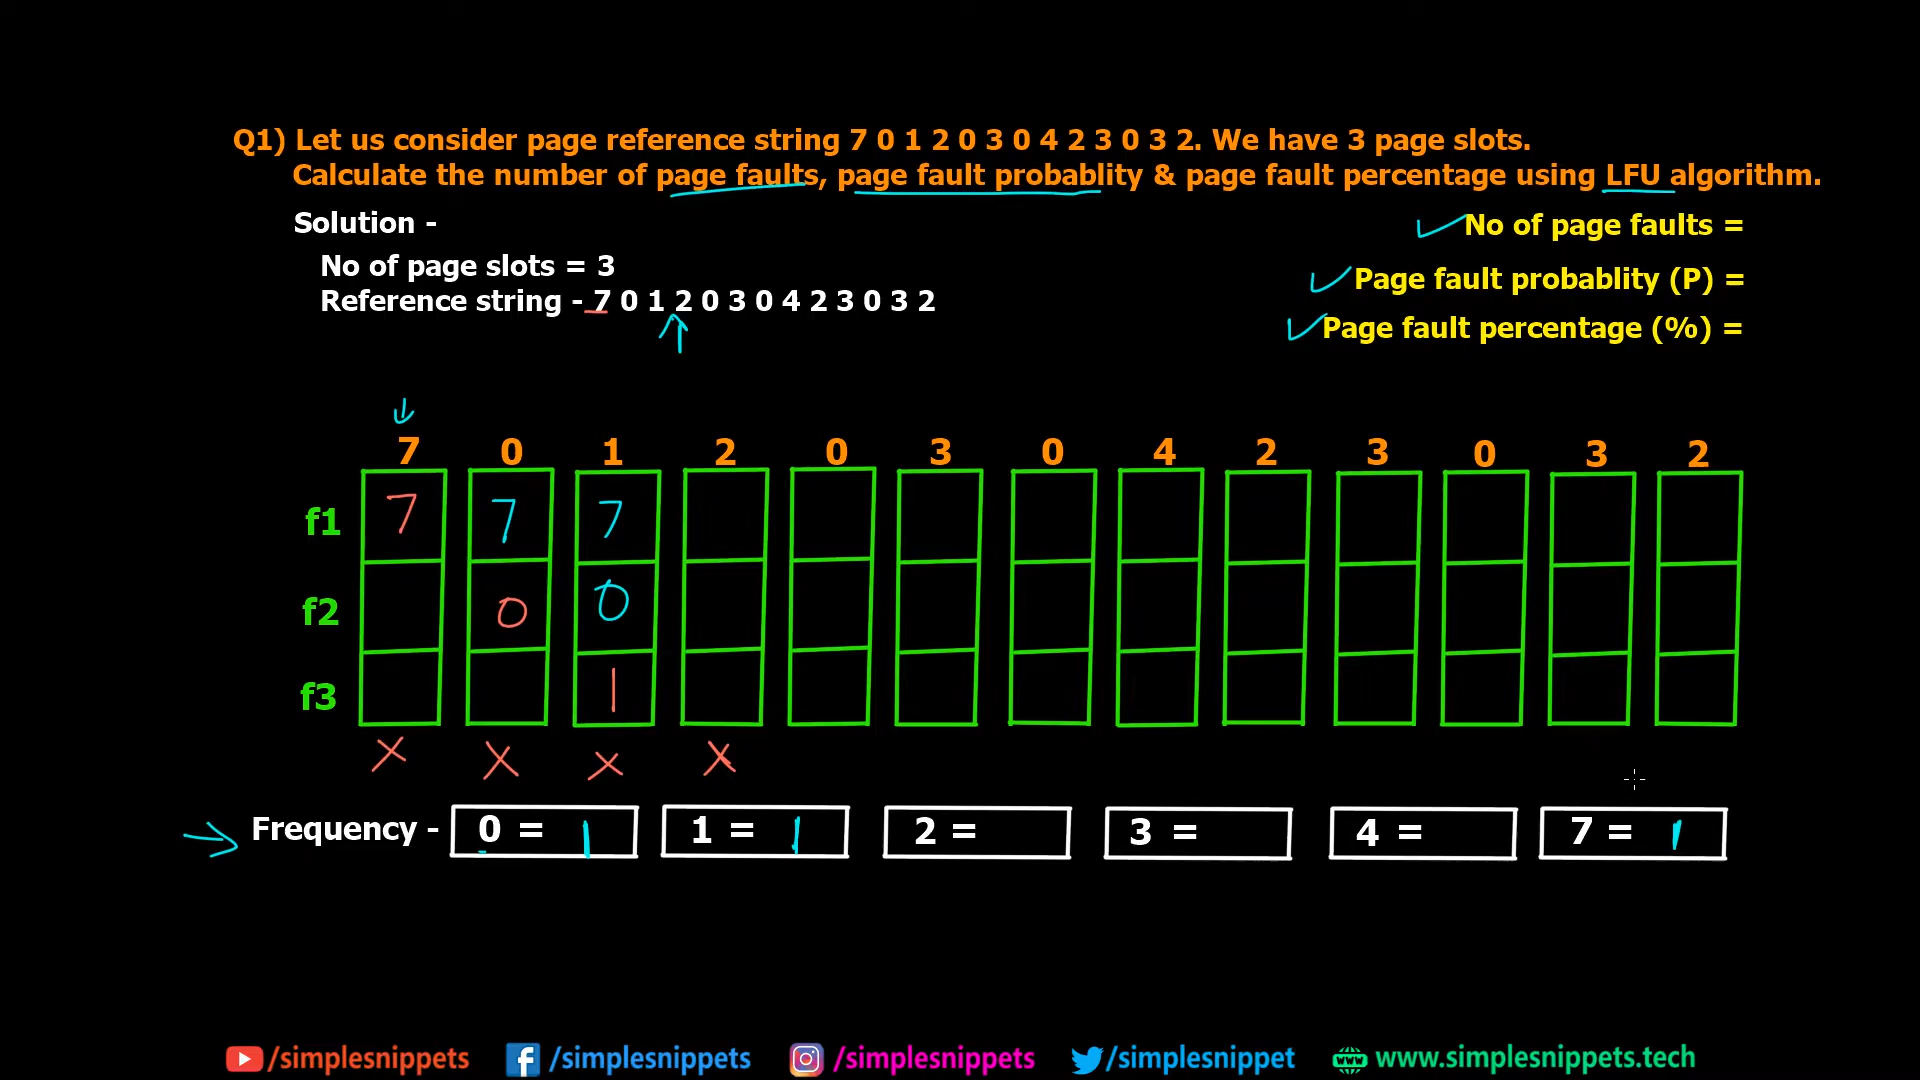 Q1) Let us consider page reference string 7 0 1 2 0 3 0 4 2 3 0 3 2. We have 3 page slots.
Calculate the number of page faults, page fault probablity & page fault percentage using LFU algorithm.
Solution -
No of page faults =
No of page slots = 3
Page fault probablity (P) =
Reference string - 7 0 1 2 0 3 0 4 2 3 0 3 2
Page fault percentage (%) =
7 0 1 2 0 3 0 4 2 3 0 3 2
f1 7 7 7
f2 0 0
f3 1
x x x x
Frequency - 0 = 1 1 = 1 2 = 3 = 4 = 7 = 1
/simplesnippets f /simplesnippets /simplesnippets /simplesnippet www www.simplesnippets.tech